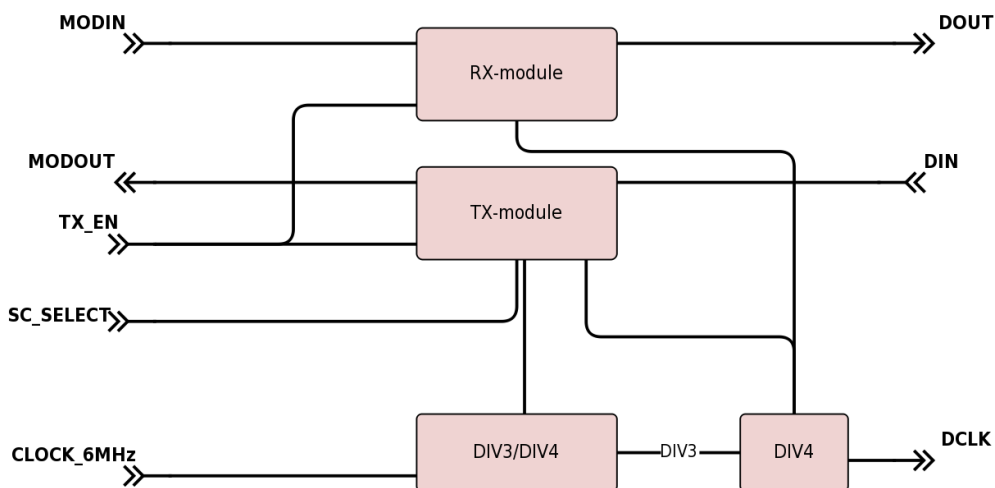 MODIN
DOUT
RX-module
MODOUT
DIN
TX-module
TX_EN
SC_SELECT
CLOCK_6MHz
DIV3/DIV4
DIV3
DIV4
DCLK